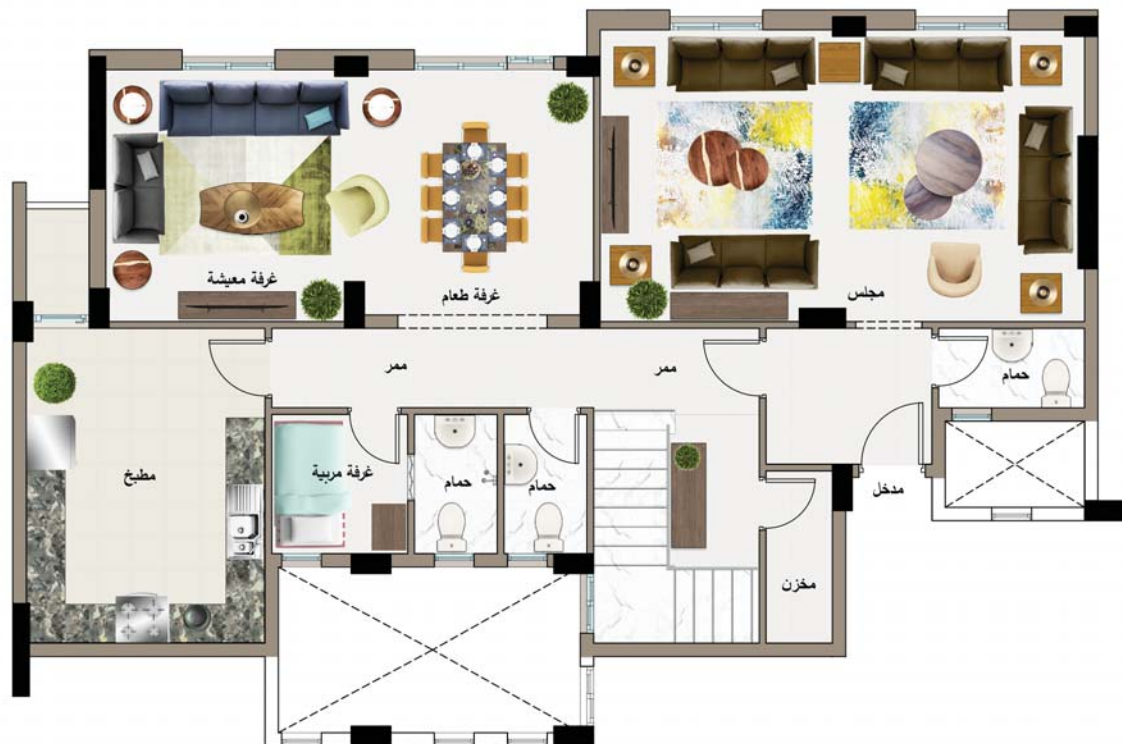 غرفة معيشة
غرفة طعام
مجلس
ممر
ممر
حمام
مطبخ
غرفة مربية
حمام
حمام
مدخل
مخزن